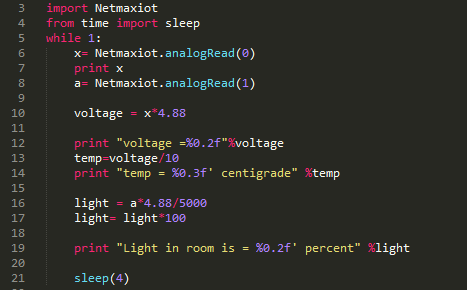 3 import Netmaxiot
4 from time import sleep
5 while 1:
6 x= Netmaxiot.analogRead(0)
7 print x
8 a= Netmaxiot.analogRead(1)
9
10 voltage = x*4.88
11
12 print "voltage =%0.2f"%voltage
13 temp=voltage/10
14 print "temp = %0.3f' centigrade" %temp
15
16 light = a*4.88/5000
17 light= light*100
18
19 print "Light in room is = %0.2f' percent" %light
20
21 sleep(4)